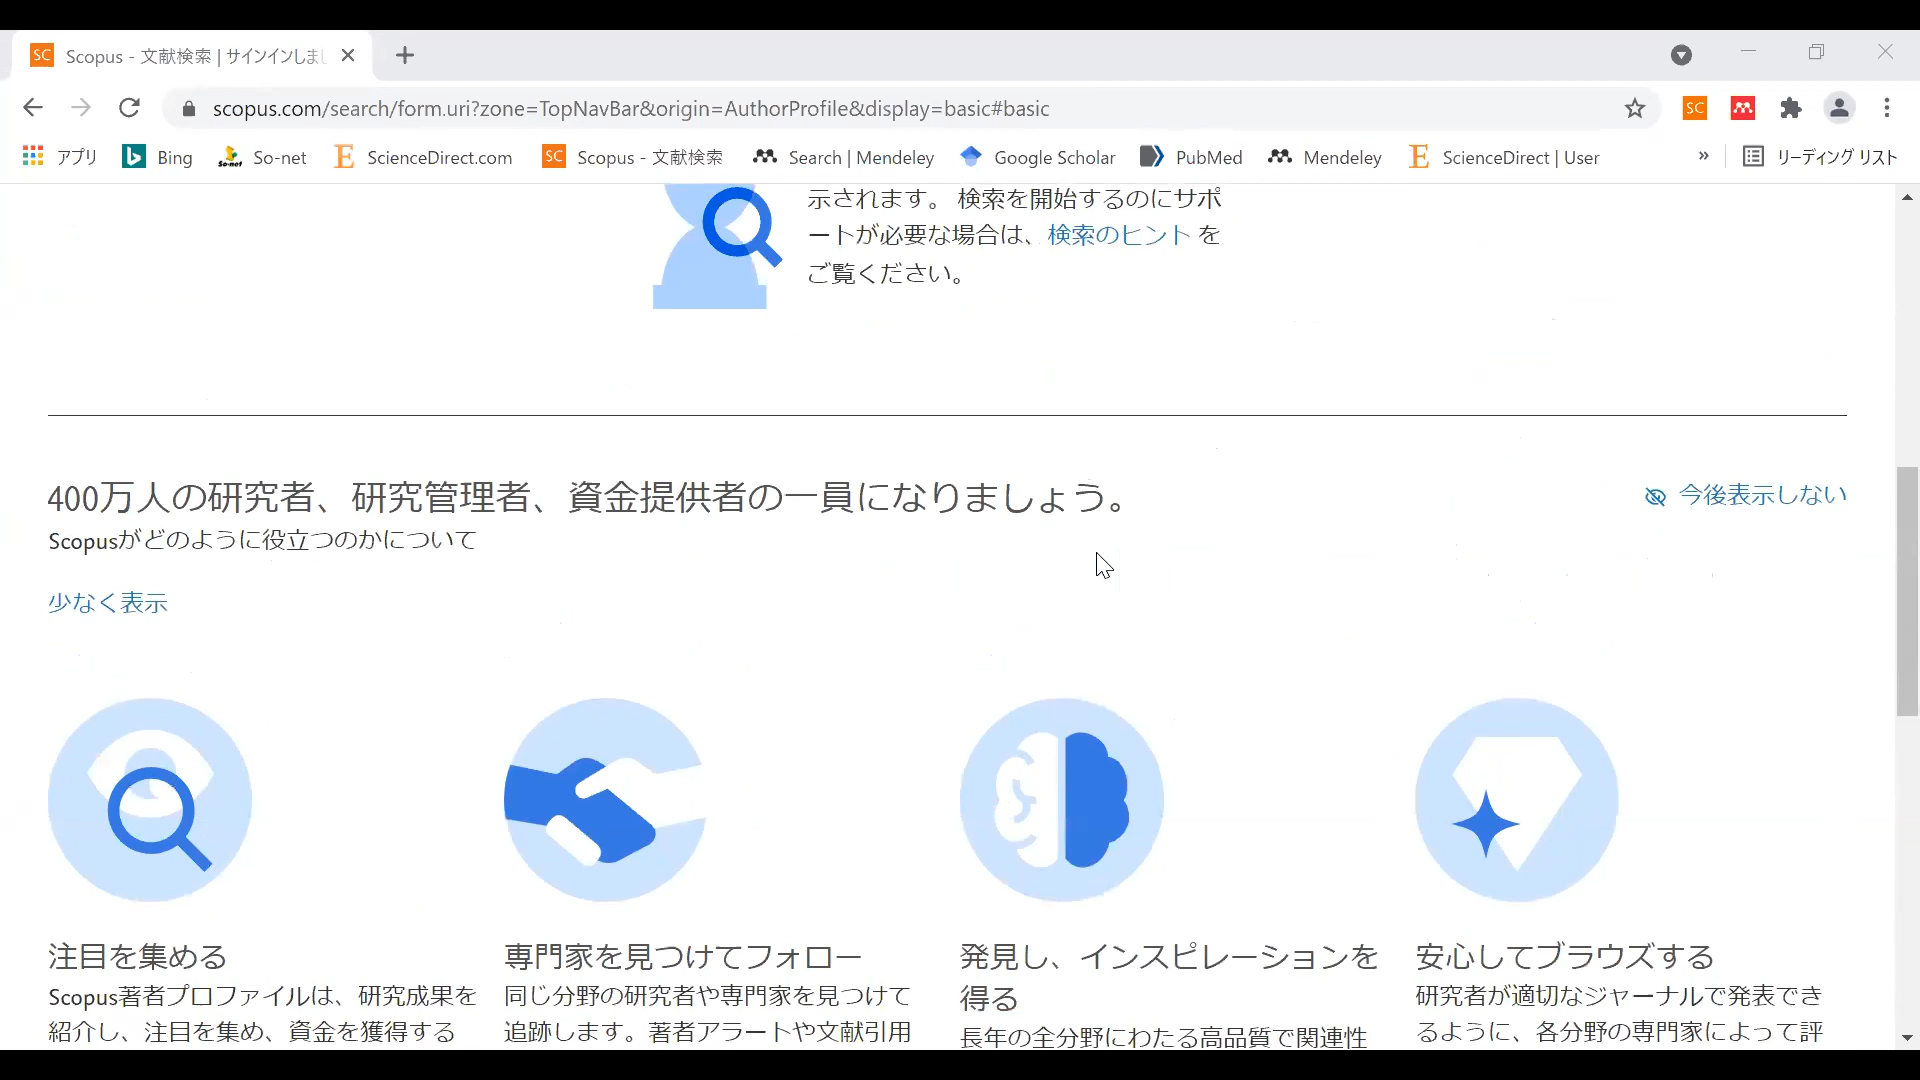 Scopus - 文献検索 | サインインしまし
scopus.com/search/form.uri?zone=TopNavBar&origin=AuthorProfile&display=basic#basic
SC
アプリ Bing So-net ScienceDirect.com SC Scopus - 文献検索 Search | Mendeley Google Scholar PubMed Mendeley ScienceDirect | User » リーディング リスト
示されます。 検索を開始するのにサポ
ートが必要な場合は、検索のヒント を
ご覧ください。
400万人の研究者、研究管理者、資金提供者の一員になりましょう。
今後表示しない
Scopusがどのように役立つのかについて
少なく表示
注目を集める
Scopus著者プロファイルは、研究成果を
紹介し、注目を集め、資金を獲得する
専門家を見つけてフォロー
同じ分野の研究者や専門家を見つけて
追跡します。著者アラートや文献引用
発見し、インスピレーションを
得る
長年の全分野にわたる高品質で関連性
安心してブラウズする
研究者が適切なジャーナルで発表でき
るように、各分野の専門家によって評